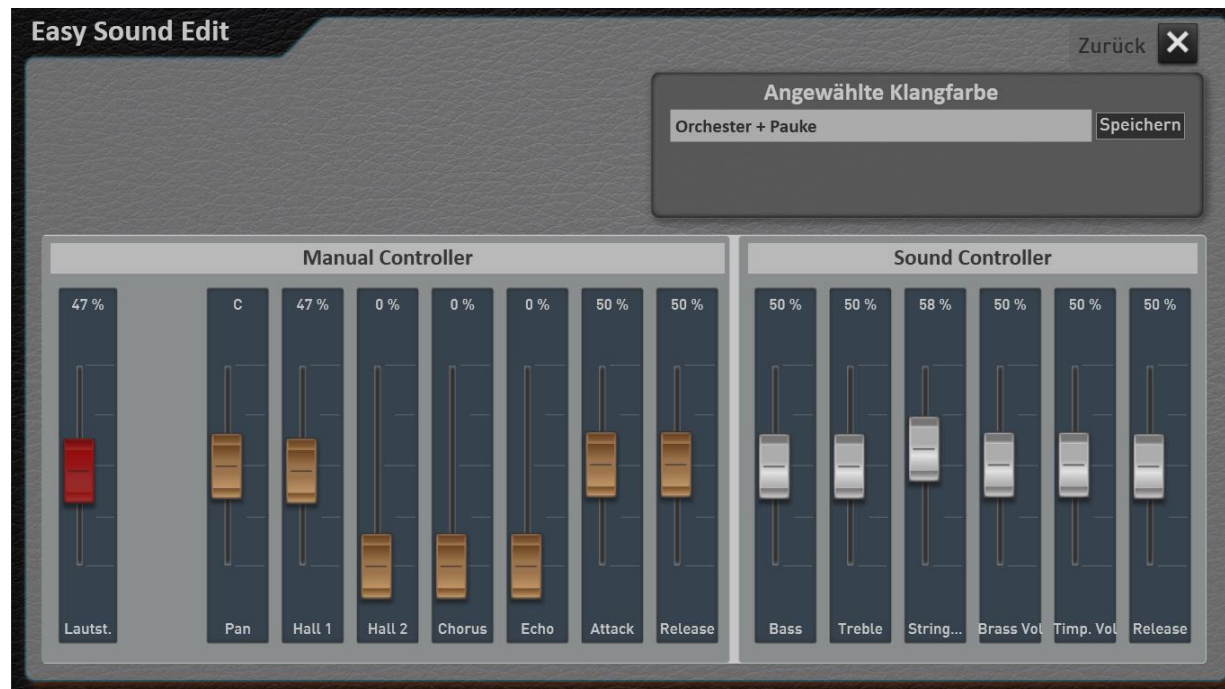 Easy Sound Edit
Zurück
Angewählte Klangfarbe
Orchester + Pauke Speichern
Manual Controller Sound Controller
47 % C 47 % 0 % 0 % 0 % 50 % 50 % 50 % 50 % 58 % 50 % 50 % 50 %
Lautst. Pan Hall 1 Hall 2 Chorus Echo Attack Release Bass Treble String... Brass Vol Timp. Vol Release